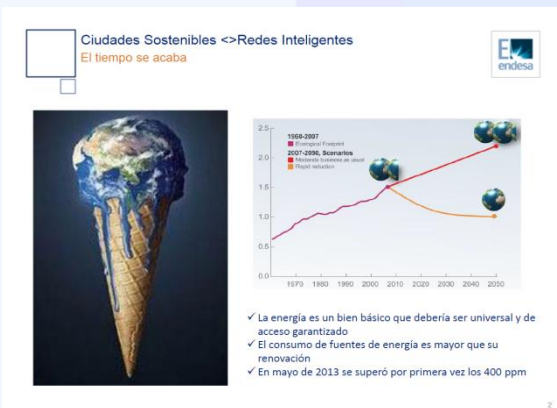 Ciudades Sostenibles <>Redes Inteligentes
El tiempo se acaba
endesa
2.5
2.0
1.5
1.0
0.5
0.0
1960-2007
Ecological Footprint
2007-2050, Scenarios
Moderate business as usual
Rapid reduction
1970 1980 1990 2000 2010 2020 2030 2040 2050
✓ La energía es un bien básico que debería ser universal y de
acceso garantizado
✓ El consumo de fuentes de energía es mayor que su
renovación
✓ En mayo de 2013 se superó por primera vez los 400 ppm
2